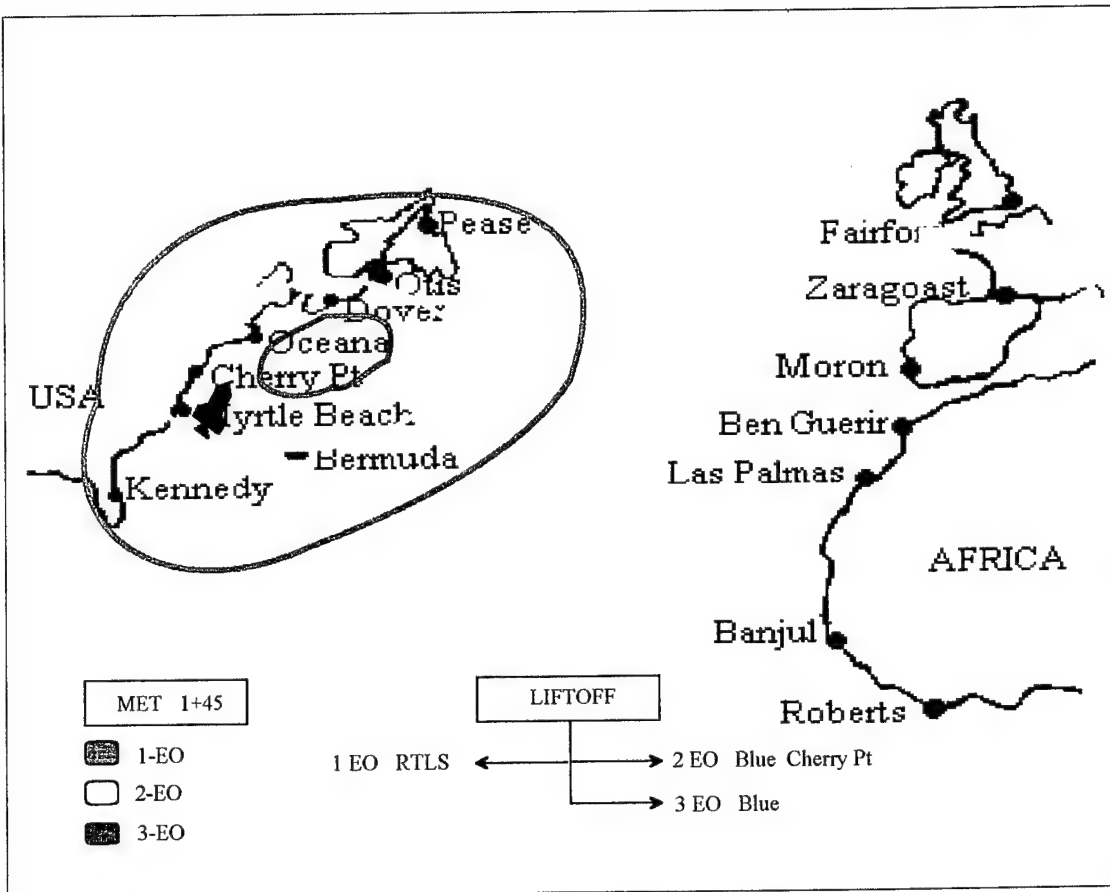 Pease
Otis
Dover
Oceana
Cherry Pt
USA
Myrtle Beach
Bermuda
Kennedy
Zaragoast
Moron
Ben Guerir
Las Palmas
AFRICA
Banjul
Roberts
MET 1+45
1-EO
2-EO
3-EO
LIFTOFF
1 EO RTLS
2 EO Blue Cherry Pt
3 EO Blue